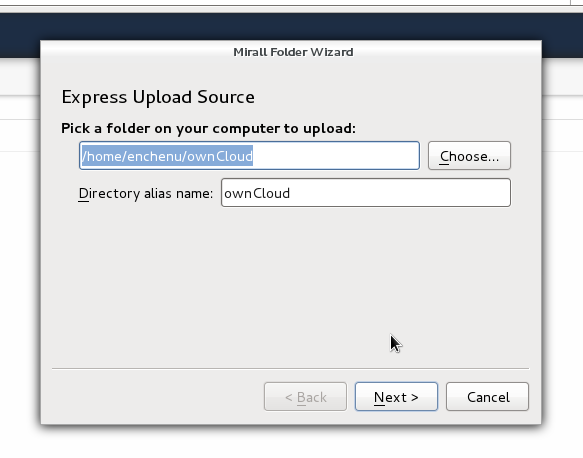 Mirall Folder Wizard
Express Upload Source
Pick a folder on your computer to upload:
/home/enchenu/ownCloud
Choose...
Directory alias name:
ownCloud
< Back
Next >
Cancel